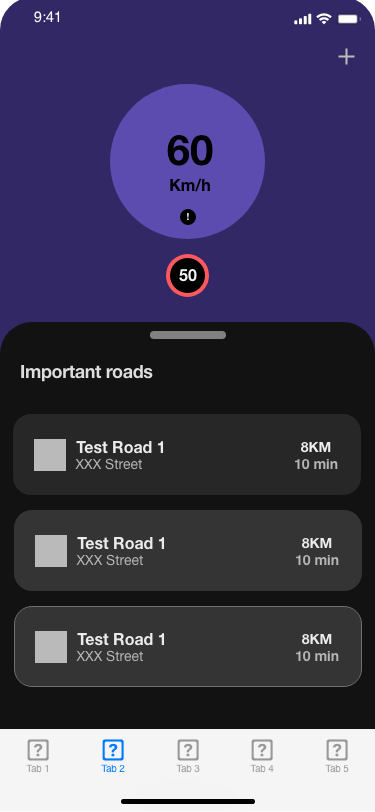 9:41
60
Km/h
!
50
Important roads
Test Road 1
8KM
XXX Street
10 min
Test Road 1
8KM
XXX Street
10 min
Test Road 1
8KM
XXX Street
10 min
? ? ? ? ?
Tab 1 Tab 2 Tab 3 Tab 4 Tab 5